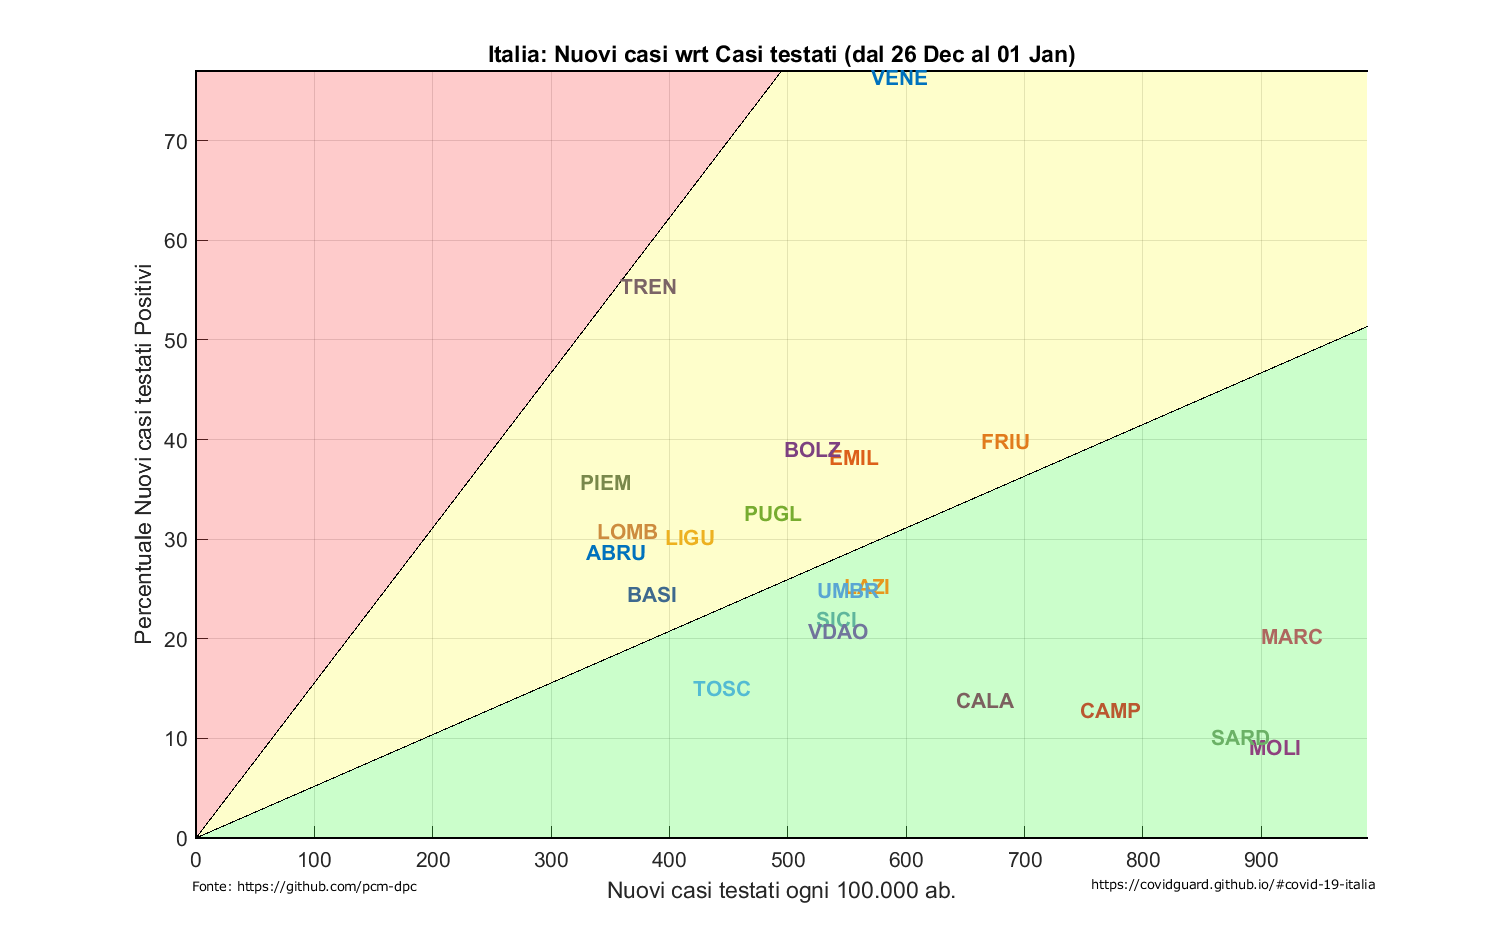 Italia: Nuovi casi wrt Casi testati (dal 26 Dec al 01 Jan)
VENE
70
60
TREN
50
40
BOLZ
EMIL
FRIU
PIEM
PUGL
30
LOMB
LIGU
ABRU
BASI
UMBR
LAZI
SICI
20
VDAO
MARC
TOSC
CALA
CAMP
10
SARD
MOLI
0
Percentuale Nuovi casi testati Positivi
0 100 200 300 400 500 600 700 800 900
Nuovi casi testati ogni 100.000 ab.
Fonte: https://github.com/pcm-dpc
https://covidguard.github.io/#covid-19-italia